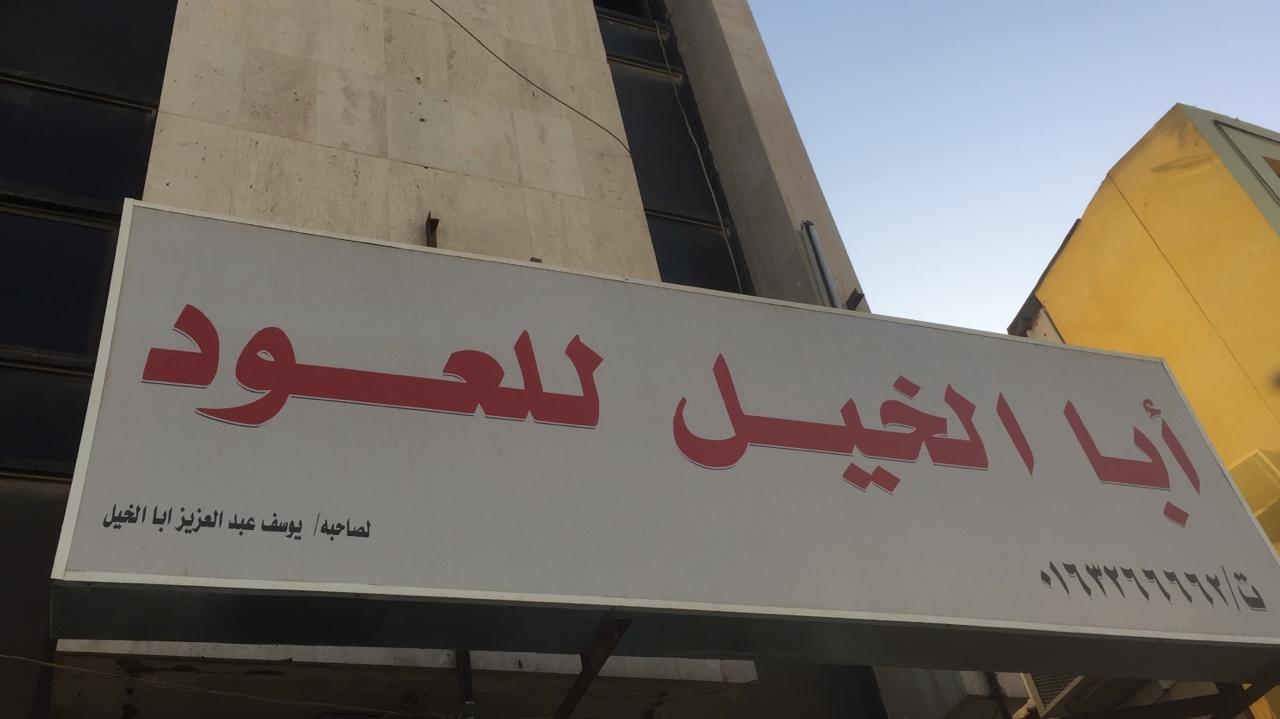 أبا الخيل للعود
ت/٠١٦٣٢٦٦٦٦٢
لصاحبه/ يوسف عبد العزيز ابا الخيل